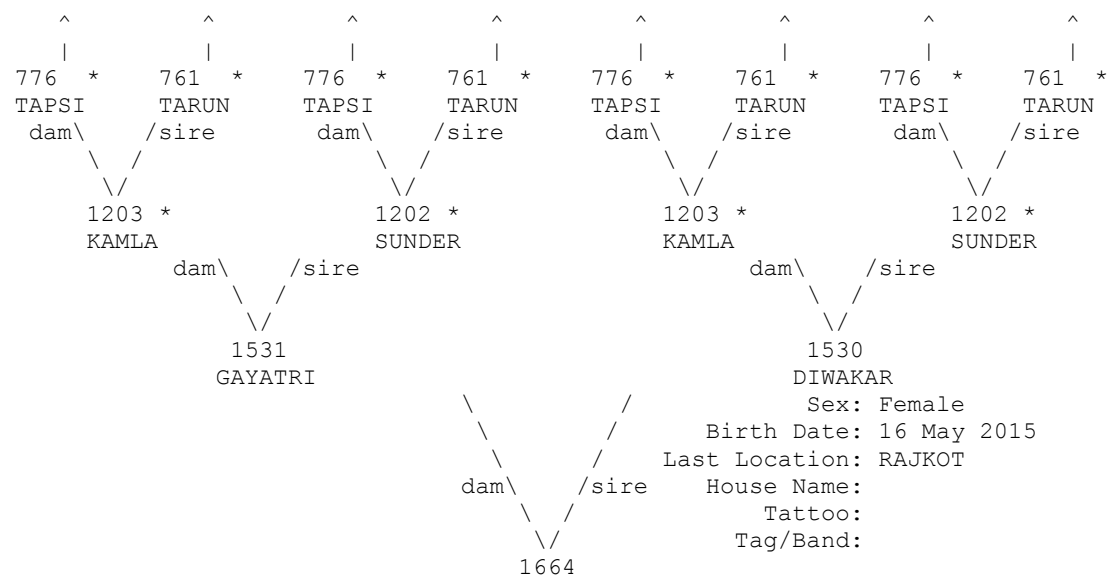 ^ ^ ^ ^ ^ ^ ^ ^
| | | | | | | |
776 * 761 * 776 * 761 * 776 * 761 * 776 * 761 *
TAPSI TARUN TAPSI TARUN TAPSI TARUN TAPSI TARUN
dam\ /sire dam\ /sire dam\ /sire dam\ /sire
\ / \ / \ / \ /
\/ \/ \/ \/
1203 * 1202 * 1203 * 1202 *
KAMLA SUNDER KAMLA SUNDER
dam\ /sire dam\ /sire
\ / \ /
\/ \/
1531 1530
GAYATRI DIWAKAR
\ / Sex: Female
\ / Birth Date: 16 May 2015
\ / Last Location: RAJKOT
dam\ /sire House Name:
\ / Tattoo:
\/ Tag/Band:
1664